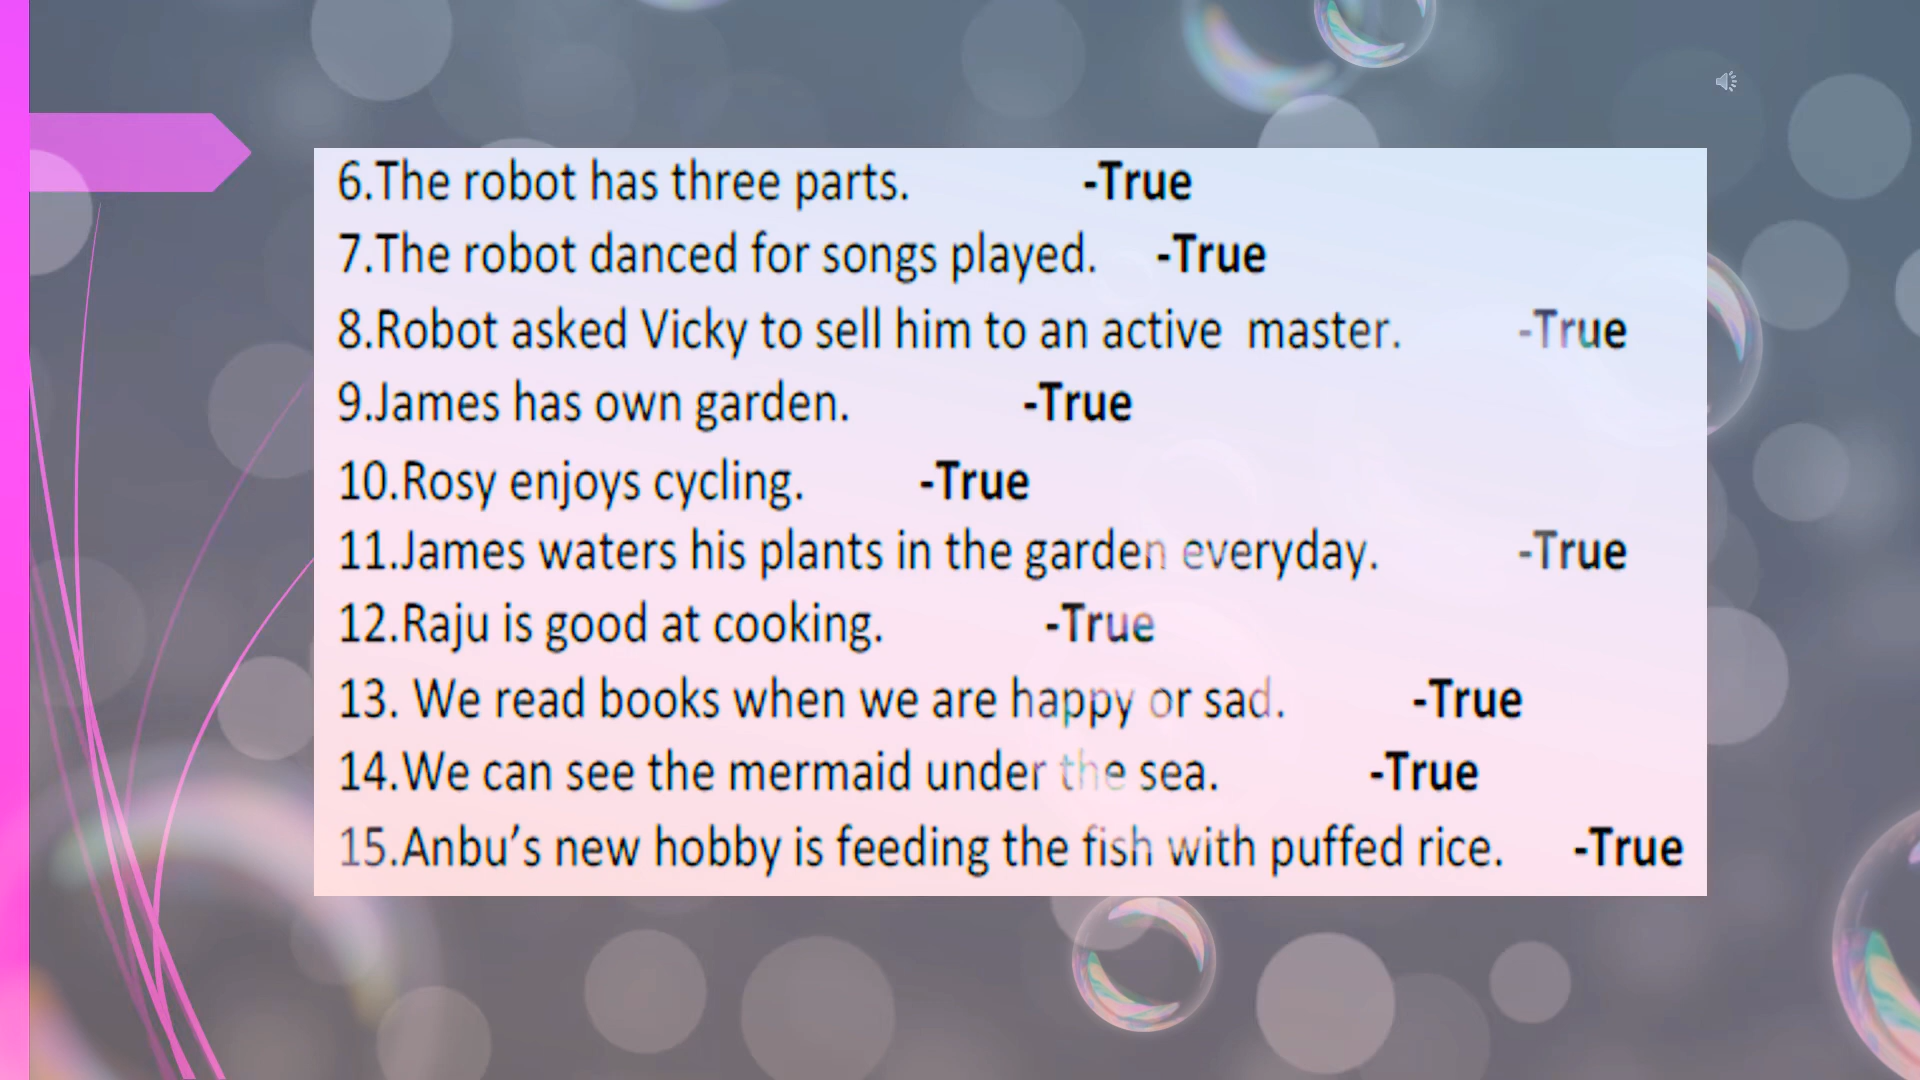 6.The robot has three parts. -True
7.The robot danced for songs played. -True
8.Robot asked Vicky to sell him to an active master. -True
9.James has own garden. -True
10.Rosy enjoys cycling. -True
11.James waters his plants in the garden everyday. -True
12.Raju is good at cooking. -True
13. We read books when we are happy or sad. -True
14.We can see the mermaid under the sea. -True
15.Anbu’s new hobby is feeding the fish with puffed rice. -True